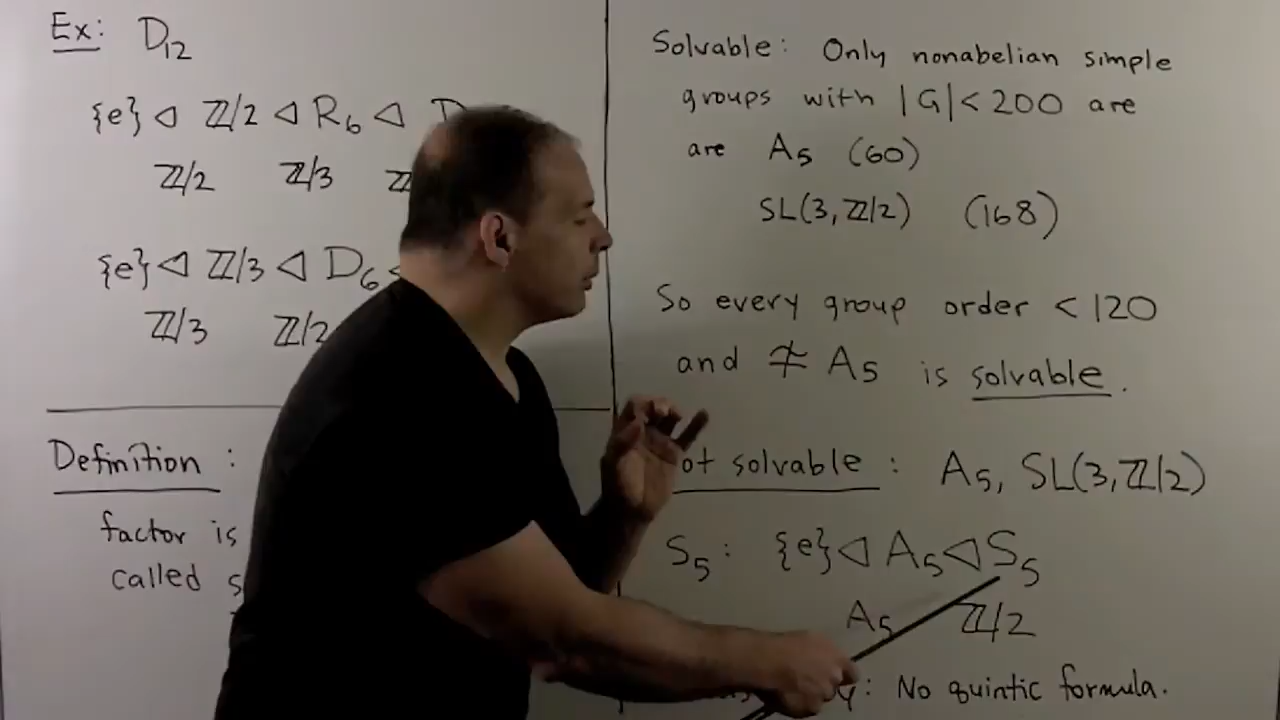 Ex: D12
{e} ◁ ℤ/2 ◁ R6 ◁ D
ℤ/2 ℤ/3 ℤ
{e} ◁ ℤ/3 ◁ D6 ◁
ℤ/3 ℤ/2
Definition:
factor is
called s
Solvable: Only nonabelian simple
groups with |G| < 200 are
are A5 (60)
SL(3, ℤ/2) (168)
So every group order < 120
and ≇ A5 is solvable.
ot solvable: A5, SL(3, ℤ/2)
S5: {e} ◁ A5 ◁ S5
A5 ℤ/2
: No quintic formula.